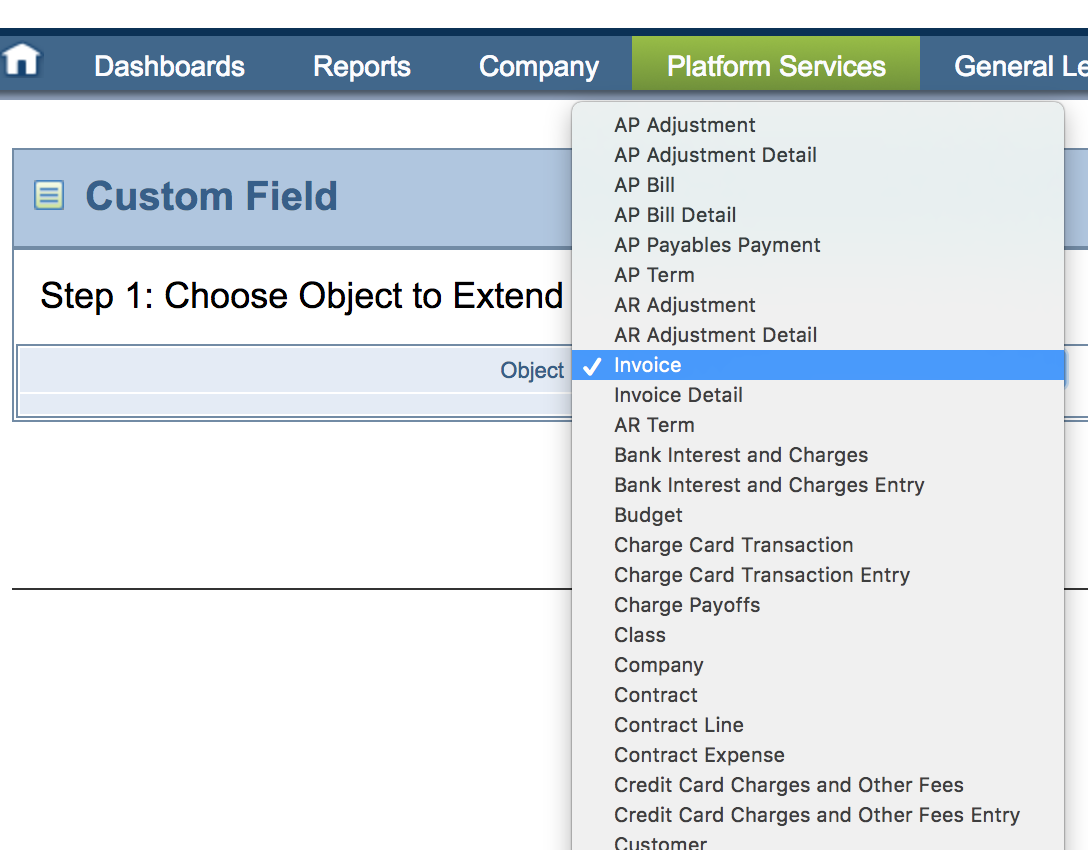 Dashboards Reports Company Platform Services General Le
Custom Field
Step 1: Choose Object to Extend
Object
AP Adjustment
AP Adjustment Detail
AP Bill
AP Bill Detail
AP Payables Payment
AP Term
AR Adjustment
AR Adjustment Detail
✓ Invoice
Invoice Detail
AR Term
Bank Interest and Charges
Bank Interest and Charges Entry
Budget
Charge Card Transaction
Charge Card Transaction Entry
Charge Payoffs
Class
Company
Contract
Contract Line
Contract Expense
Credit Card Charges and Other Fees
Credit Card Charges and Other Fees Entry
Customer